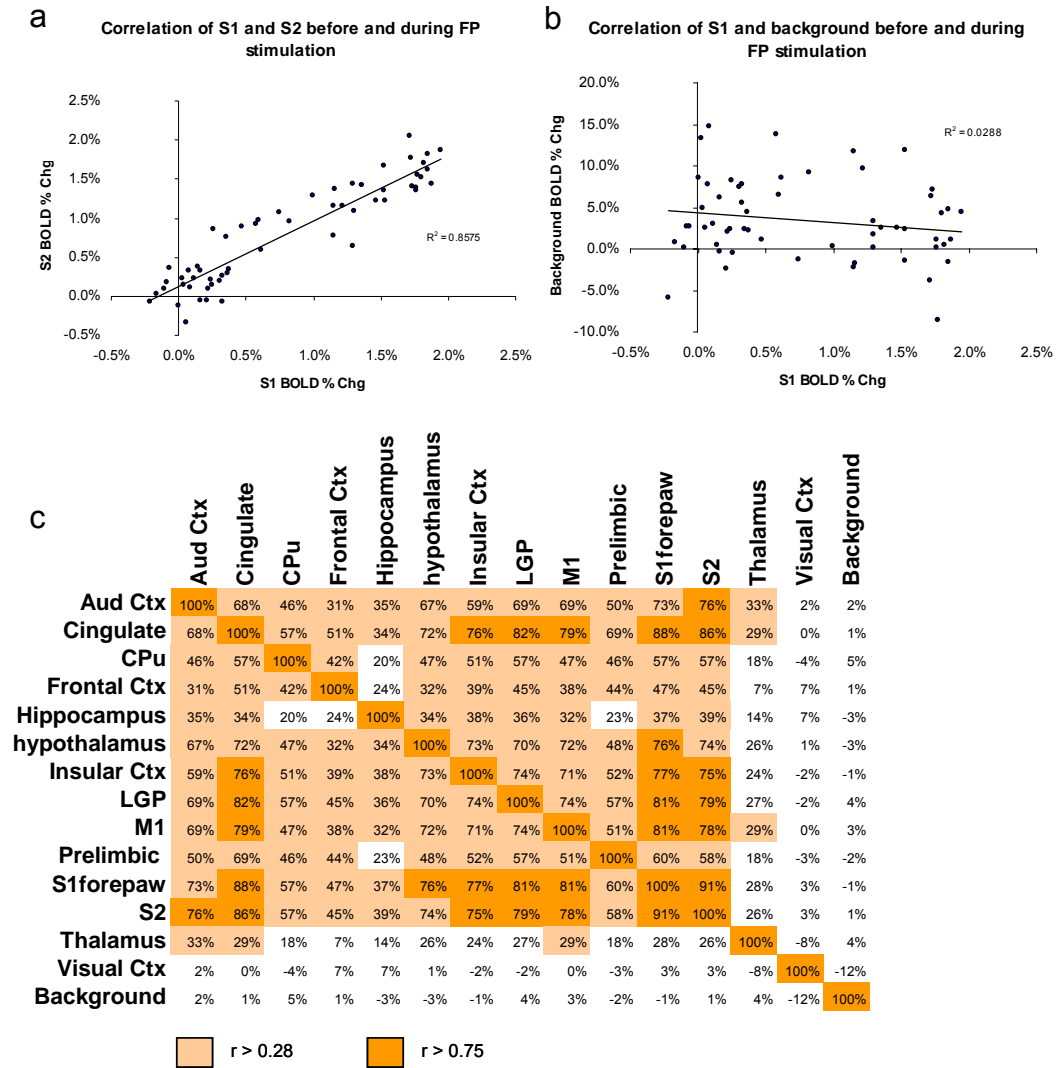 a
Correlation of S1 and S2 before and during FP
stimulation
2.5%
2.0%
1.5%
1.0%
0.5%
0.0%
-0.5%
S2 BOLD % Chg
R² = 0.8575
0.0% 0.5% 1.0% 1.5% 2.0% 2.5%
S1 BOLD % Chg
b
Correlation of S1 and background before and during
FP stimulation
20.0%
15.0%
10.0%
5.0%
0.0%
-5.0%
-10.0%
Background BOLD % Chg
R² = 0.0288
-0.5% 0.0% 0.5% 1.0% 1.5% 2.0% 2.5%
S1 BOLD % Chg
c
Aud Ctx Cingulate CPu Frontal Ctx Hippocampus hypothalamus Insular Ctx LGP M1 Prelimbic S1forepaw S2 Thalamus Visual Ctx Background
Aud Ctx 100% 68% 46% 31% 35% 67% 59% 69% 69% 50% 73% 76% 33% 2% 2%
Cingulate 68% 100% 57% 51% 34% 72% 76% 82% 79% 69% 88% 86% 29% 0% 1%
CPu 46% 57% 100% 42% 20% 47% 51% 57% 47% 46% 57% 57% 18% -4% 5%
Frontal Ctx 31% 51% 42% 100% 24% 32% 39% 45% 38% 44% 47% 45% 7% 7% 1%
Hippocampus 35% 34% 20% 24% 100% 34% 38% 36% 32% 23% 37% 39% 14% 7% -3%
hypothalamus 67% 72% 47% 32% 34% 100% 73% 70% 72% 48% 76% 74% 26% 1% -3%
Insular Ctx 59% 76% 51% 39% 38% 73% 100% 74% 71% 52% 77% 75% 24% -2% -1%
LGP 69% 82% 57% 45% 36% 70% 74% 100% 74% 57% 81% 79% 27% -2% 4%
M1 69% 79% 47% 38% 32% 72% 71% 74% 100% 51% 81% 78% 29% 0% 3%
Prelimbic 50% 69% 46% 44% 23% 48% 52% 57% 51% 100% 60% 58% 18% -3% -2%
S1forepaw 73% 88% 57% 47% 37% 76% 77% 81% 81% 60% 100% 91% 28% 3% -1%
S2 76% 86% 57% 45% 39% 74% 75% 79% 78% 58% 91% 100% 26% 3% 1%
Thalamus 33% 29% 18% 7% 14% 26% 24% 27% 29% 18% 28% 26% 100% -8% 4%
Visual Ctx 2% 0% -4% 7% 7% 1% -2% -2% 0% -3% 3% 3% -8% 100% -12%
Background 2% 1% 5% 1% -3% -3% -1% 4% 3% -2% -1% 1% 4% -12% 100%
r > 0.28 r > 0.75